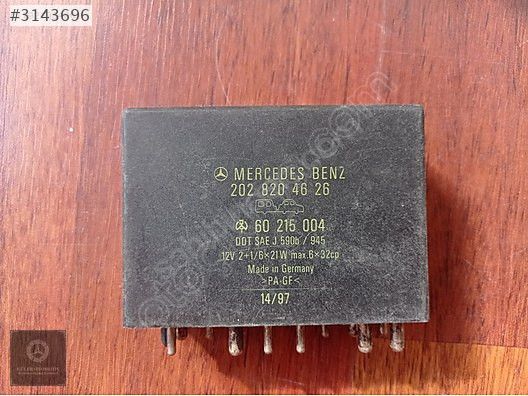 #3143696
MERCEDES BENZ
202 820 46 26
60 215 004
DOT SAE J 590b / 945
12V 2+1/6×21W max.6×32cp
Made in Germany
>PA-GF<
14/97